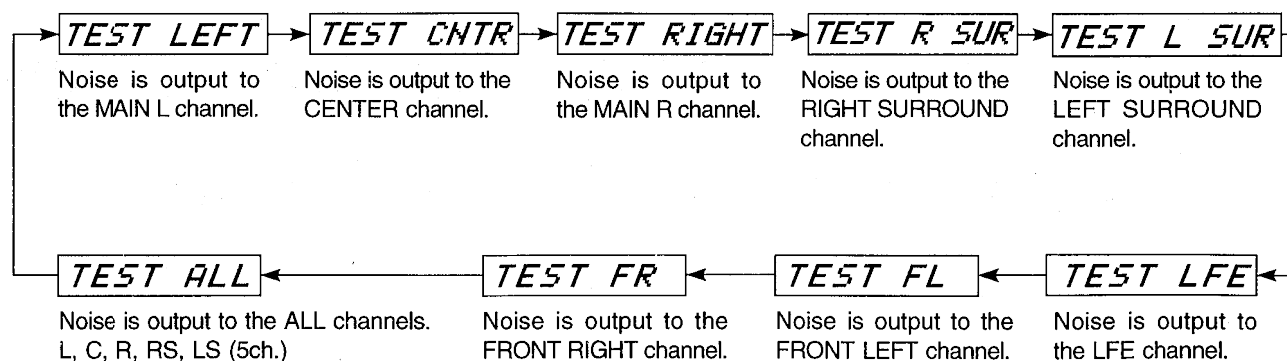 TEST LEFT
TEST CNTR
TEST RIGHT
TEST R SUR
TEST L SUR
Noise is output to
the MAIN L channel.
Noise is output to the
CENTER channel.
Noise is output to
the MAIN R channel.
Noise is output to the
RIGHT SURROUND
channel.
Noise is output to the
LEFT SURROUND
channel.
TEST ALL
TEST FR
TEST FL
TEST LFE
Noise is output to the ALL channels.
L, C, R, RS, LS (5ch.)
Noise is output to the
FRONT RIGHT channel.
Noise is output to the
FRONT LEFT channel.
Noise is output to
the LFE channel.